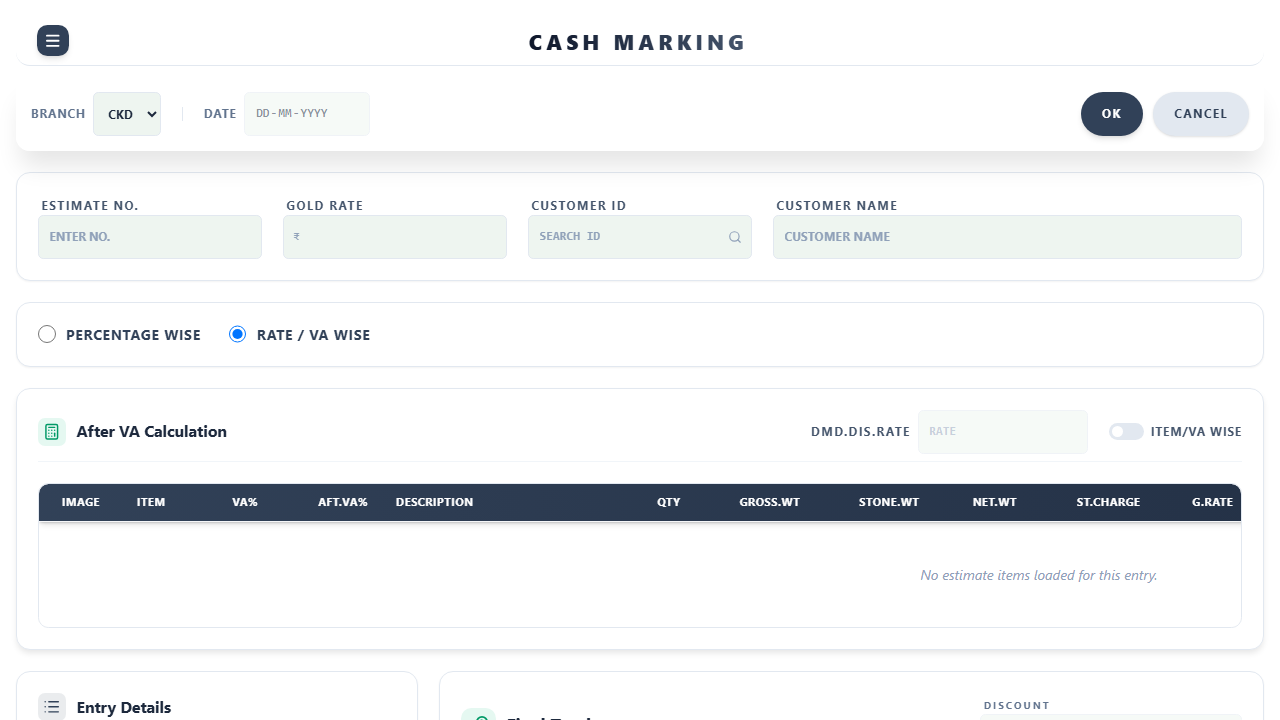 CASH MARKING
BRANCH CKD DATE DD-MM-YYYY OK CANCEL
ESTIMATE NO. GOLD RATE CUSTOMER ID CUSTOMER NAME
ENTER NO. ₹ SEARCH ID CUSTOMER NAME
PERCENTAGE WISE RATE / VA WISE
After VA Calculation DMD.DIS.RATE RATE ITEM/VA WISE
IMAGE ITEM VA% AFT.VA% DESCRIPTION QTY GROSS.WT STONE.WT NET.WT ST.CHARGE G.RATE
No estimate items loaded for this entry.
Entry Details
DISCOUNT